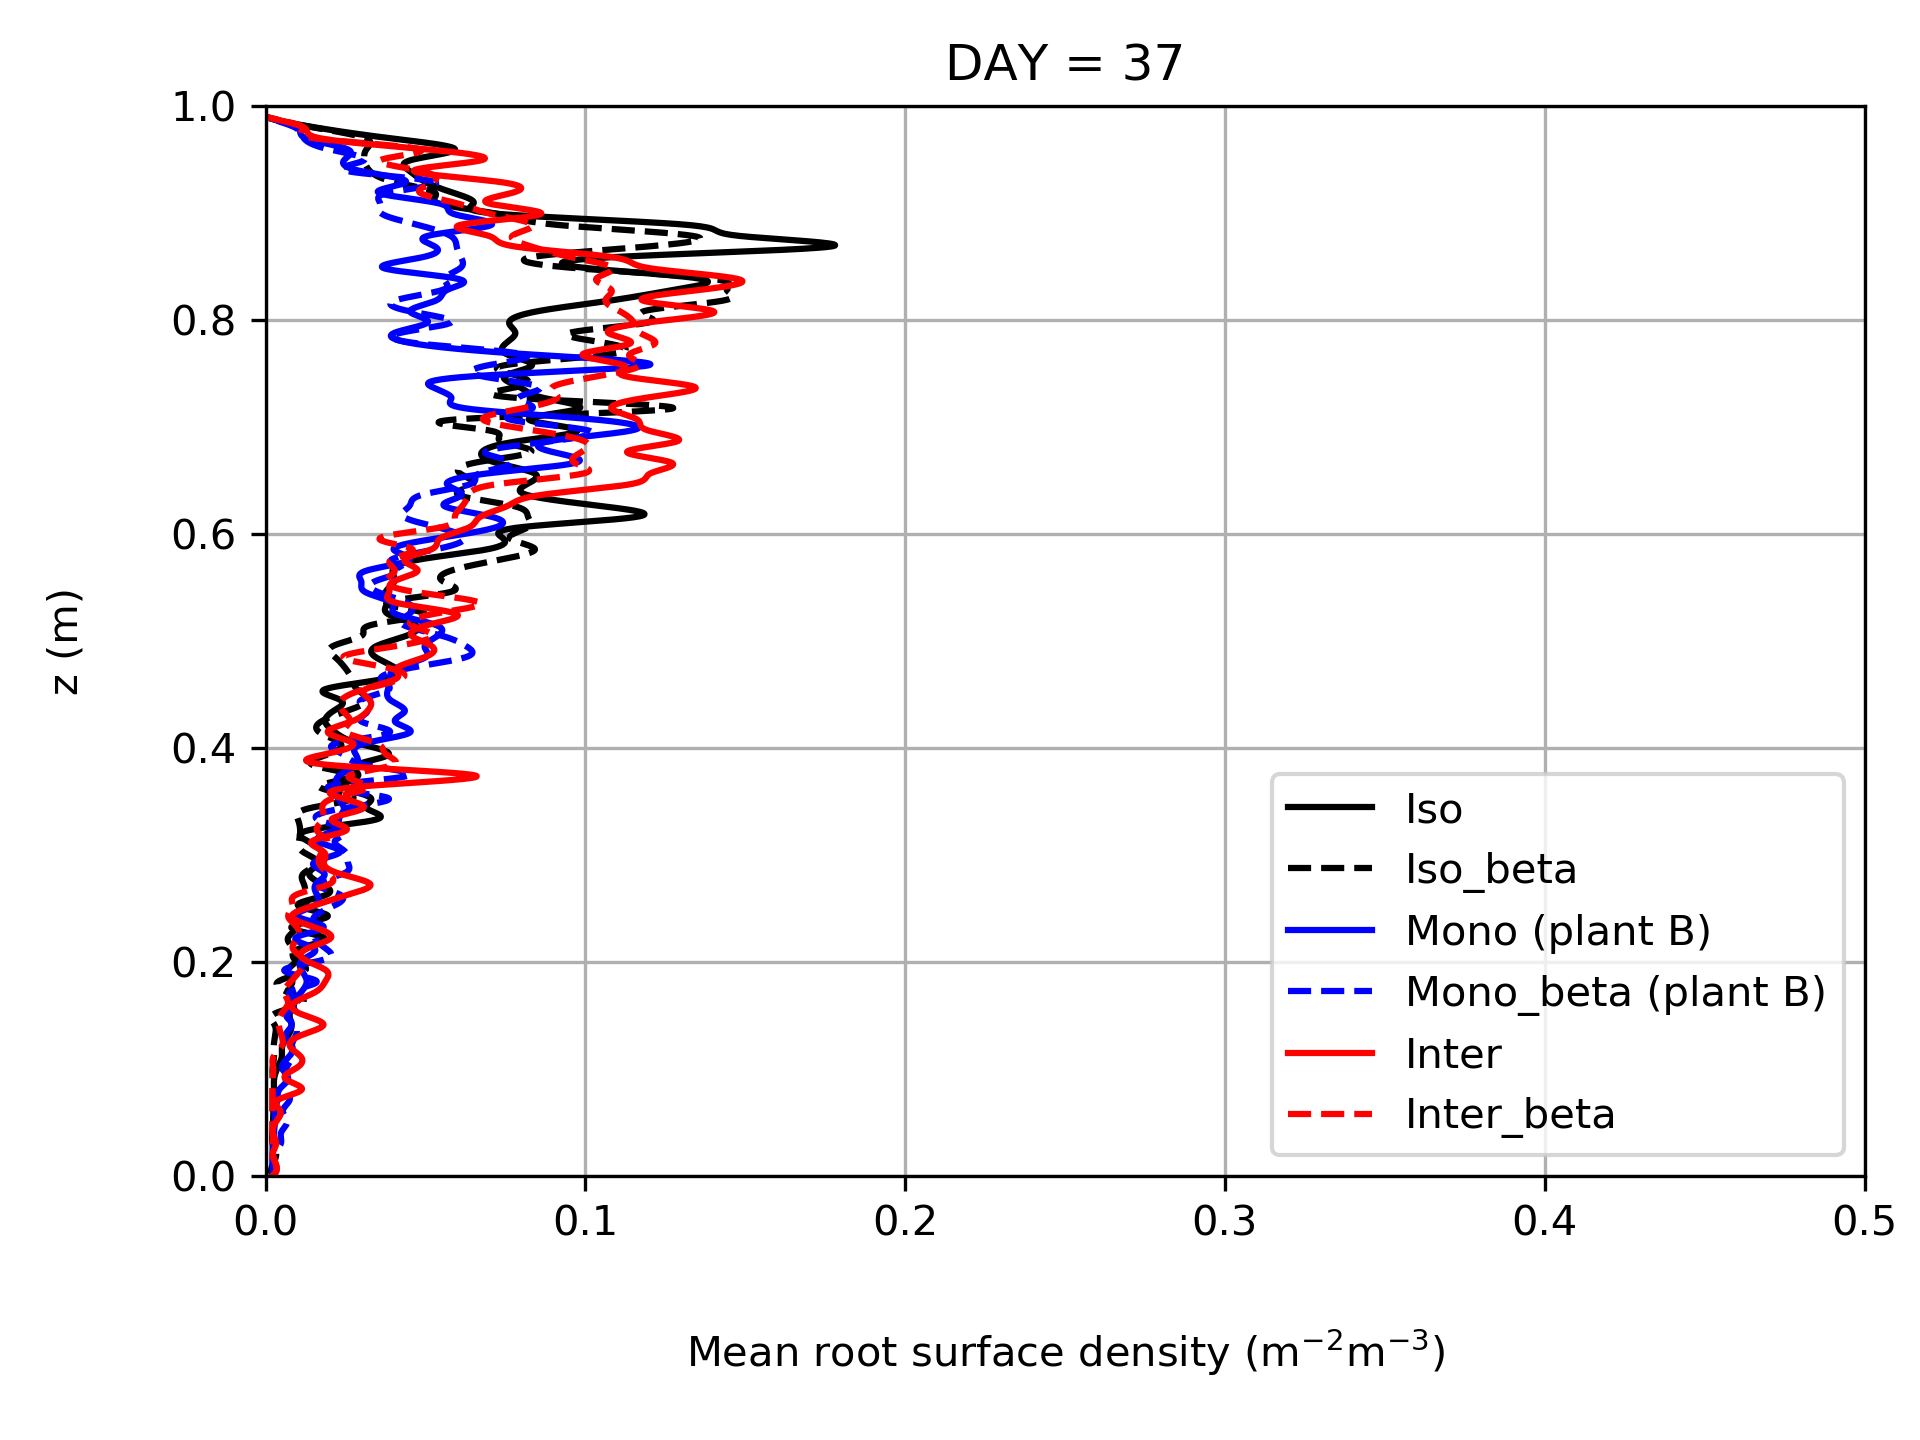 DAY = 37
1.0
0.8
0.6
0.4
0.2
0.0
z (m)
0.0 0.1 0.2 0.3 0.4 0.5
Mean root surface density (m⁻²m⁻³)
Iso
Iso_beta
Mono (plant B)
Mono_beta (plant B)
Inter
Inter_beta